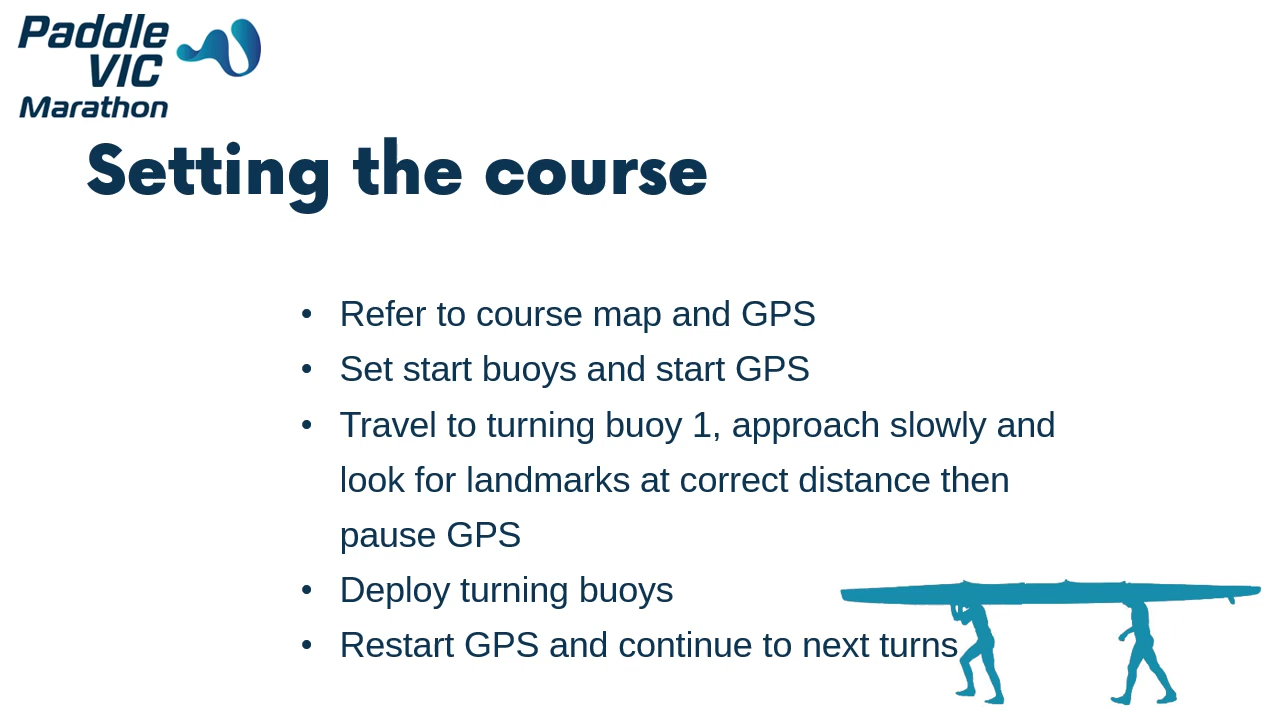 Paddle
VIC
Marathon
Setting the course
• Refer to course map and GPS
• Set start buoys and start GPS
• Travel to turning buoy 1, approach slowly and
look for landmarks at correct distance then
pause GPS
• Deploy turning buoys
• Restart GPS and continue to next turns